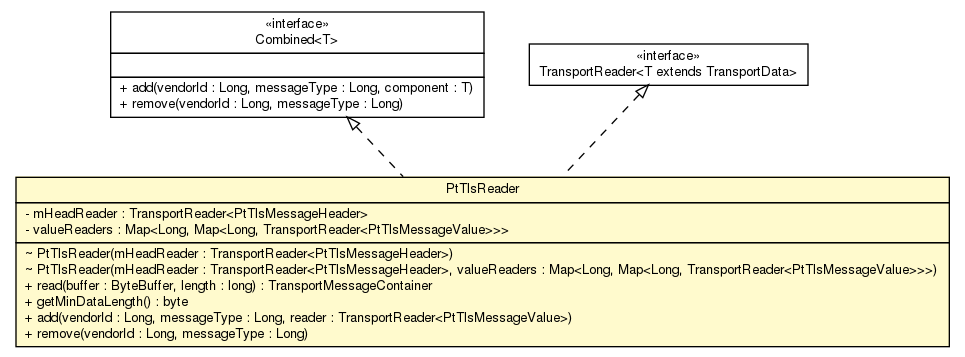 «interface»
Combined<T>
+ add(vendorId : Long, messageType : Long, component : T)
+ remove(vendorId : Long, messageType : Long)
«interface»
TransportReader<T extends TransportData>
PtTlsReader
- mHeadReader : TransportReader<PtTlsMessageHeader>
- valueReaders : Map<Long, Map<Long, TransportReader<PtTlsMessageValue>>>
~ PtTlsReader(mHeadReader : TransportReader<PtTlsMessageHeader>)
~ PtTlsReader(mHeadReader : TransportReader<PtTlsMessageHeader>, valueReaders : Map<Long, Map<Long, TransportReader<PtTlsMessageValue>>>)
+ read(buffer : ByteBuffer, length : long) : TransportMessageContainer
+ getMinDataLength() : byte
+ add(vendorId : Long, messageType : Long, reader : TransportReader<PtTlsMessageValue>)
+ remove(vendorId : Long, messageType : Long)